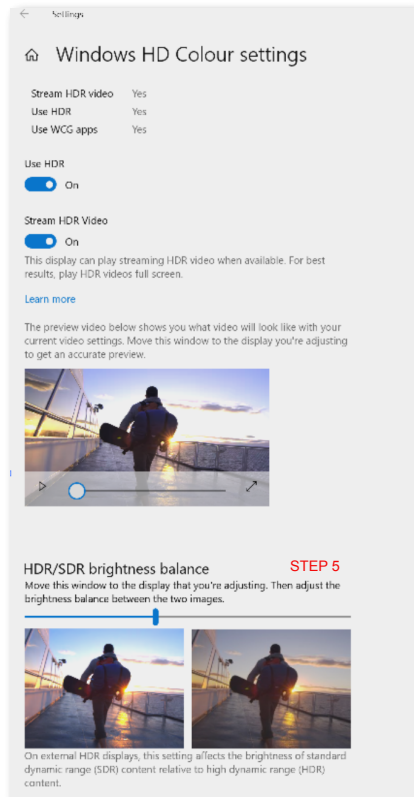 Settings
Windows HD Colour settings
Stream HDR video Yes
Use HDR Yes
Use WCG apps Yes
Use HDR
On
Stream HDR Video
On
This display can play streaming HDR video when available. For best
results, play HDR videos full screen.
Learn more
The preview video below shows you what video will look like with your
current video settings. Move this window to the display you're adjusting
to get an accurate preview.
HDR/SDR brightness balance STEP 5
Move this window to the display that you're adjusting. Then adjust the
brightness balance between the two images.
On external HDR displays, this setting affects the brightness of standard
dynamic range (SDR) content relative to high dynamic range (HDR)
content.